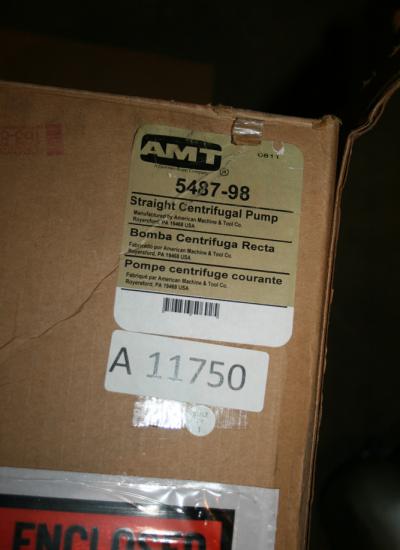 AMT
®
0811
5487-98
Straight Centrifugal Pump
Manufactured by American Machine & Tool Co.
Royersford, PA 19468 USA
Bomba Centrifuga Recta
Fabricado por American Machine & Tool Co.
Royersford, PA 19468 USA
Pompe centrifuge courante
Fabriqué par American Machine & Tool Co.
Royersford, PA 19468 USA
A 11750
ENCLOSED